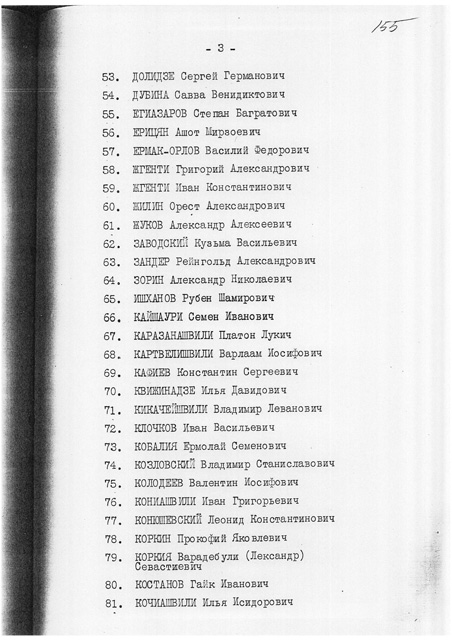 155
- 3 -
53. ДОЛИДЗЕ Сергей Германович
54. ДУБИНА Савва Венидиктович
55. ЕГИАЗАРОВ Степан Багратович
56. ЕРИЦЯН Ашот Мирзоевич
57. ЕРМАК-ОРЛОВ Василий Федорович
58. ЖГЕНТИ Григорий Александрович
59. ЖГЕНТИ Иван Константинович
60. ЖИЛИН Орест Александрович
61. ЖУКОВ Александр Алексеевич
62. ЗАВОДСКИЙ Кузьма Васильевич
63. ЗАНДЕР Рейнгольд Александрович
64. ЗОРИН Александр Николаевич
65. ИШХАНОВ Рубен Шамирович
66. КАЙШАУРИ Семен Иванович
67. КАРАЗАНАШВИЛИ Платон Лукич
68. КАРТВЕЛИШВИЛИ Варлаам Иосифович
69. КАФИЕВ Константин Сергеевич
70. КВИЖИНАДЗЕ Илья Давидович
71. КИКАЧЕЙШВИЛИ Владимир Леванович
72. КЛОЧКОВ Иван Васильевич
73. КОБАЛИЯ Ермолай Семенович
74. КОЗЛОВСКИЙ Владимир Станиславович
75. КОЛОДЕЕВ Валентин Иосифович
76. КОНИАШВИЛИ Иван Григорьевич
77. КОНЮШЕВСКИЙ Леонид Константинович
78. КОРКИН Прокофий Яковлевич
79. КОРКИЯ Варадебули (Лександр)
Севастиевич
80. КОСТАНОВ Гайк Иванович
81. КОЧИАШВИЛИ Илья Исидорович